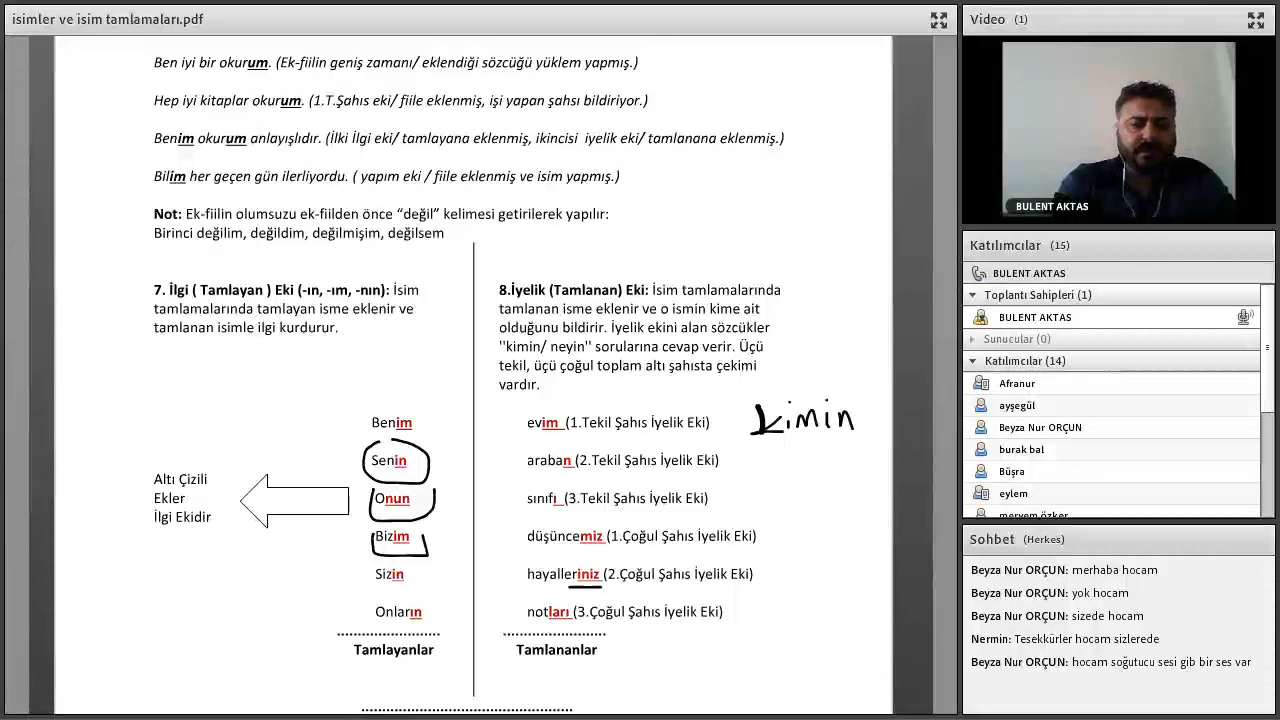 isimler ve isim tamlamaları.pdf
Ben iyi bir okurum. (Ek-fiilin geniş zamanı/ eklendiği sözcüğü yüklem yapmış.)
Hep iyi kitaplar okurum. (1.T.Şahıs eki/ fiile eklenmiş, işi yapan şahsı bildiriyor.)
Benim okurum anlayışlıdır. (İlki İlgi eki/ tamlayana eklenmiş, ikincisi iyelik eki/ tamlanana eklenmiş.)
Bilim her geçen gün ilerliyordu. ( yapım eki / fiile eklenmiş ve isim yapmış.)
Not: Ek-fiilin olumsuzu ek-fiilden önce “değil” kelimesi getirilerek yapılır:
Birinci değilim, değildim, değilmişim, değilsem
7. İlgi ( Tamlayan ) Eki (-ın, -ım, -nın): İsim
tamlamalarında tamlayan isme eklenir ve
tamlanan isimle ilgi kurdurur.
Benim
Senin
Onun
Bizim
Sizin
Onların
Tamlayanlar
Altı Çizili
Ekler
İlgi Ekidir
8.İyelik (Tamlanan) Eki: İsim tamlamalarında
tamlanan isme eklenir ve o ismin kime ait
olduğunu bildirir. İyelik ekini alan sözcükler
"kimin/ neyin" sorularına cevap verir. Üçü
tekil, üçü çoğul toplam altı şahısta çekimi
vardır.
evim (1.Tekil Şahıs İyelik Eki)
kimin
araban (2.Tekil Şahıs İyelik Eki)
sınıfı (3.Tekil Şahıs İyelik Eki)
düşüncemiz (1.Çoğul Şahıs İyelik Eki)
hayalleriniz (2.Çoğul Şahıs İyelik Eki)
notları (3.Çoğul Şahıs İyelik Eki)
Tamlananlar
Video (1)
BULENT AKTAS
Katılımcılar (15)
BULENT AKTAS
Toplantı Sahipleri (1)
BULENT AKTAS
Sunucular (0)
Katılımcılar (14)
Afranur
ayşegül
Beyza Nur ORÇUN
burak bal
Büşra
eylem
meryem özker
Sohbet (Herkes)
Beyza Nur ORÇUN: merhaba hocam
Beyza Nur ORÇUN: yok hocam
Beyza Nur ORÇUN: sizede hocam
Nermin: Tesekkürler hocam sizlerede
Beyza Nur ORÇUN: hocam soğutucu sesi gib bir ses var